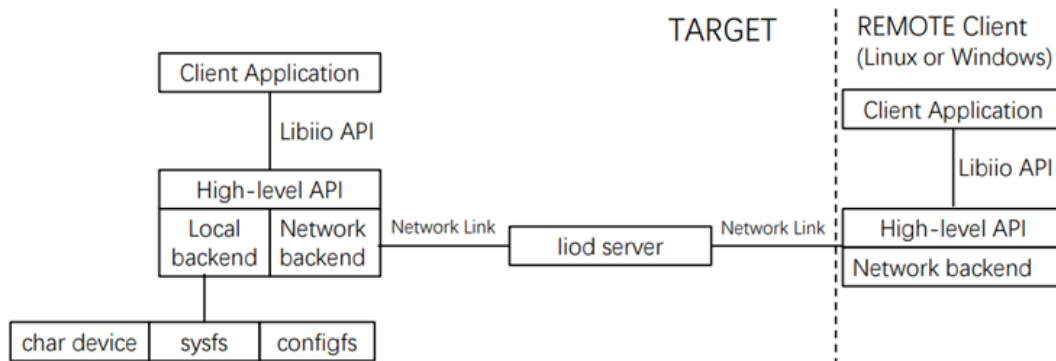 TARGET
REMOTE Client
(Linux or Windows)
Client Application
Libiio API
High-level API
Local
backend
Network
backend
Network Link
Iiod server
Network Link
Client Application
Libiio API
High-level API
Network backend
char device
sysfs
configfs